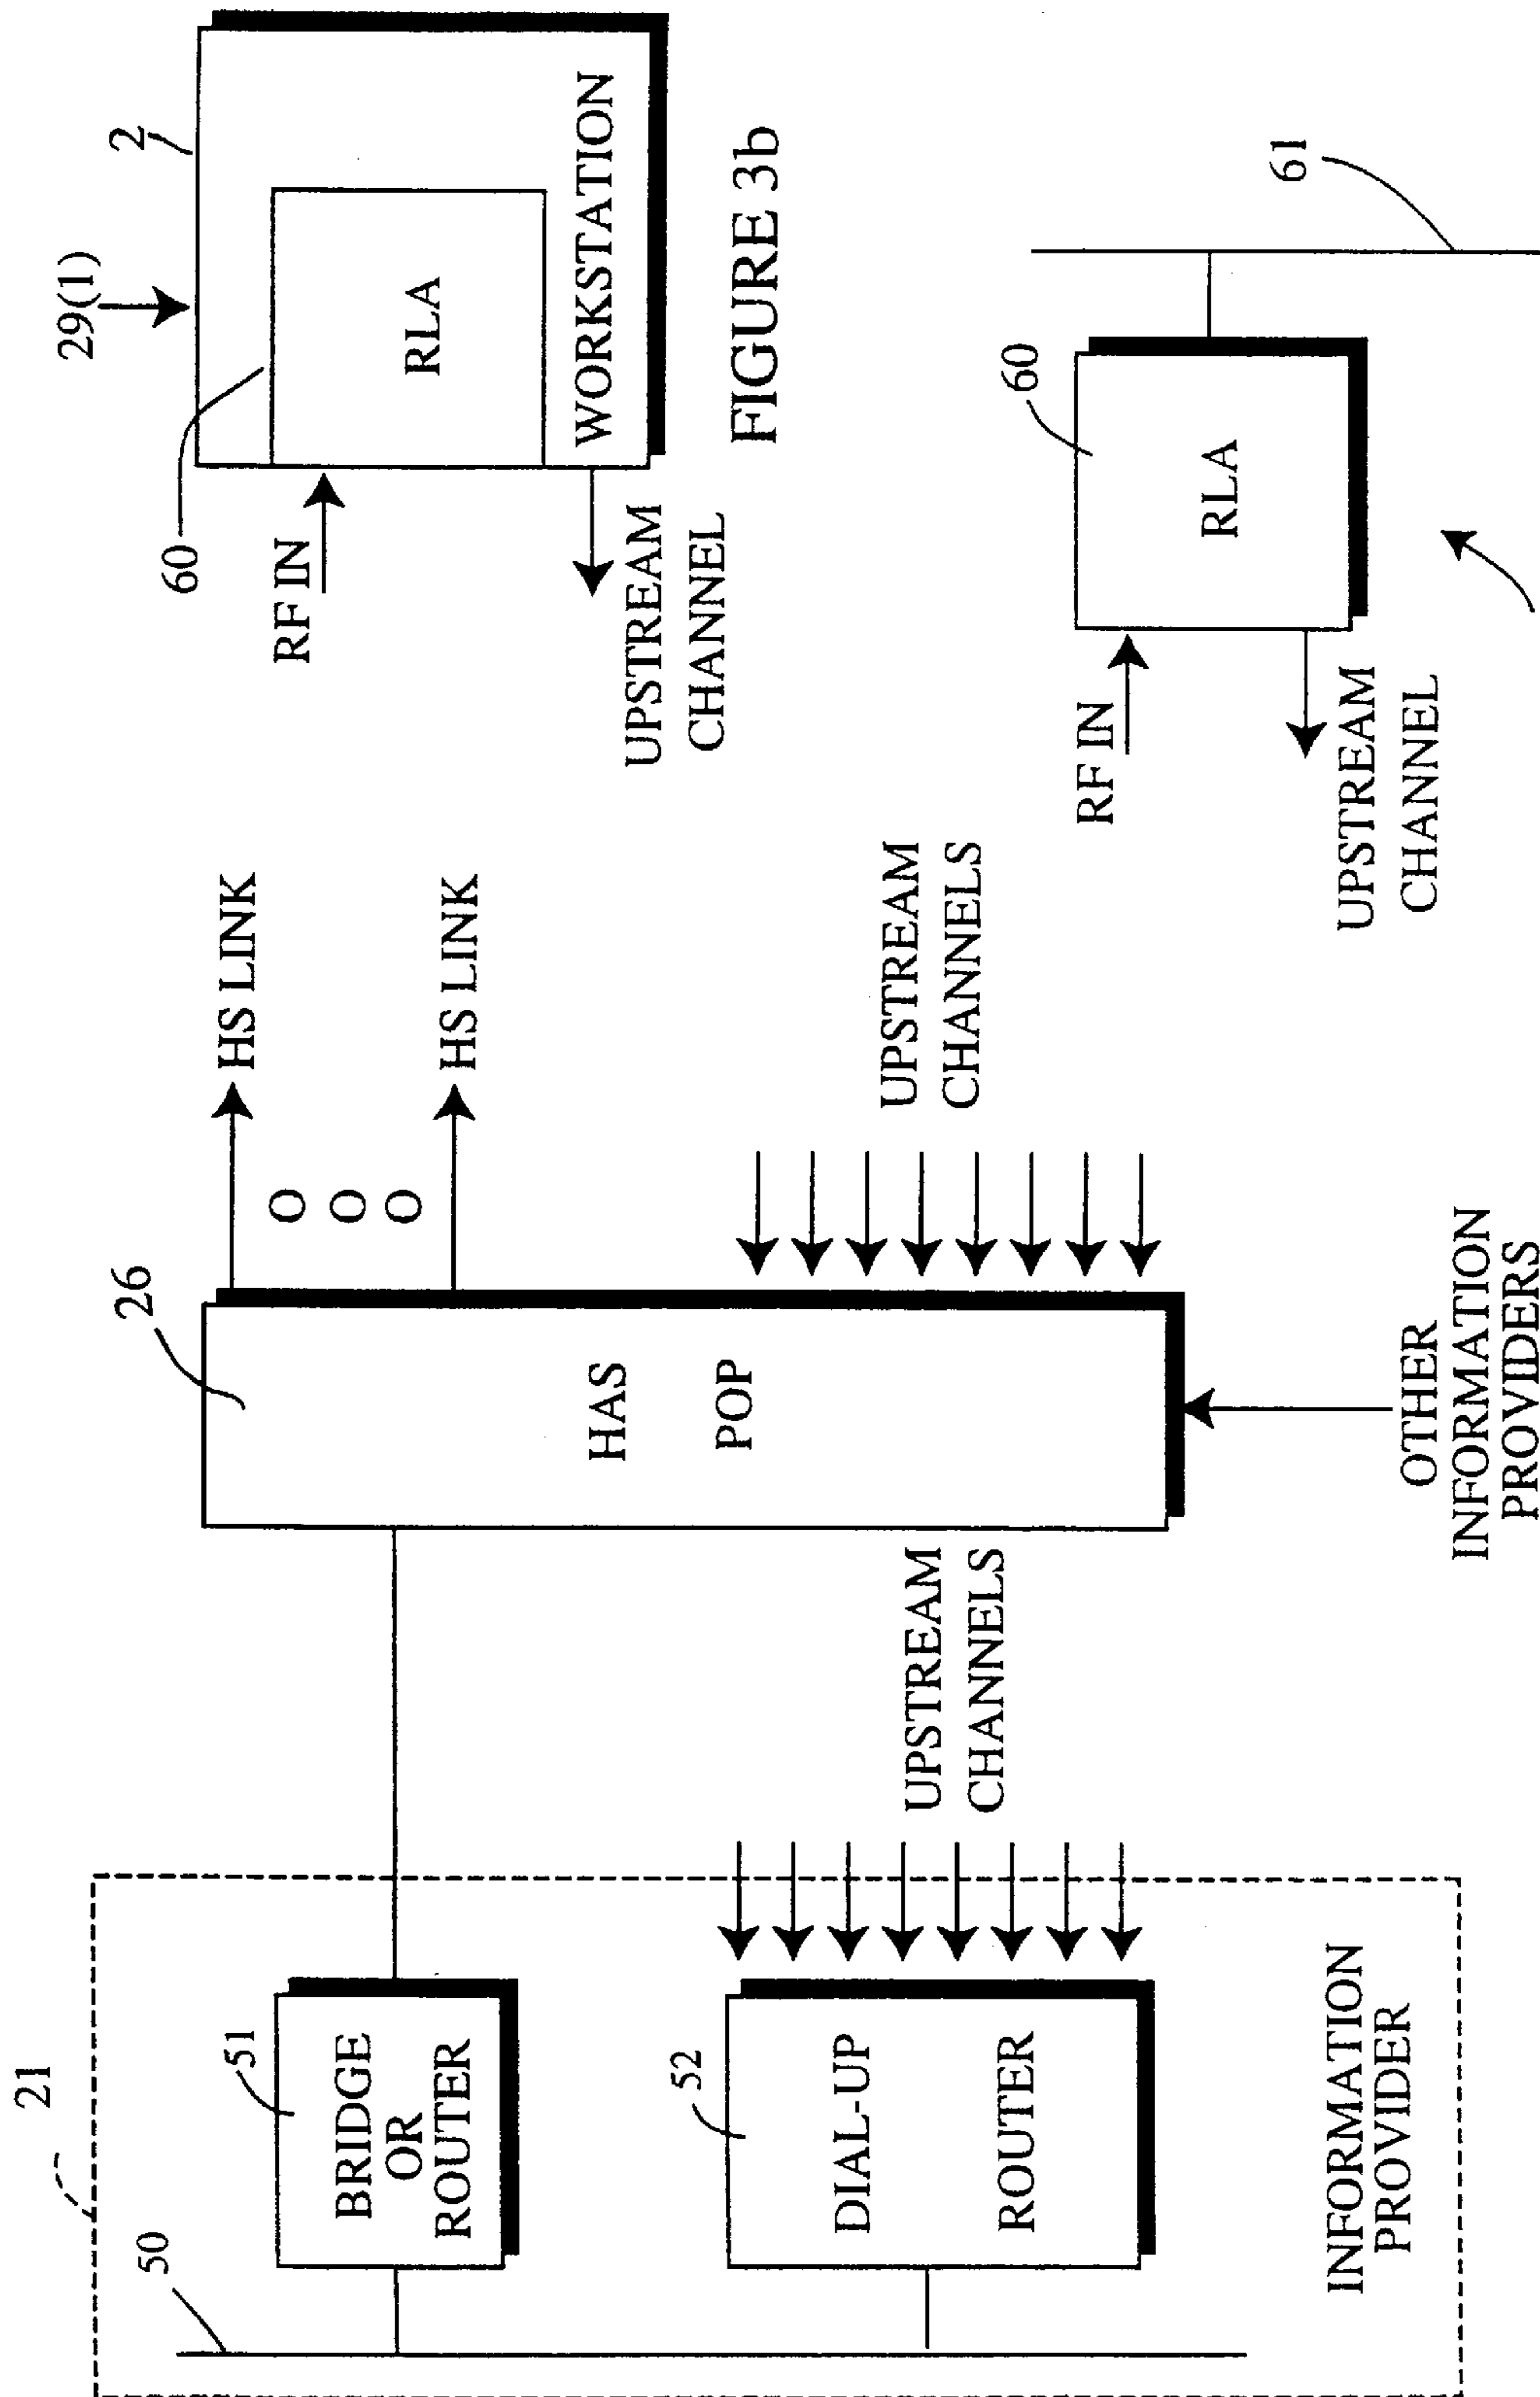 21
50
51
BRIDGE
OR
ROUTER
52
DIAL-UP
ROUTER
INFORMATION
PROVIDER
UPSTREAM
CHANNELS
26
HAS
POP
HS LINK
O
O
O
HS LINK
UPSTREAM
CHANNELS
OTHER
INFORMATION
PROVIDERS
29(1)
2
60
RLA
WORKSTATION
RF IN
UPSTREAM
CHANNEL
FIGURE 3b
60
RLA
61
RF IN
UPSTREAM
CHANNEL